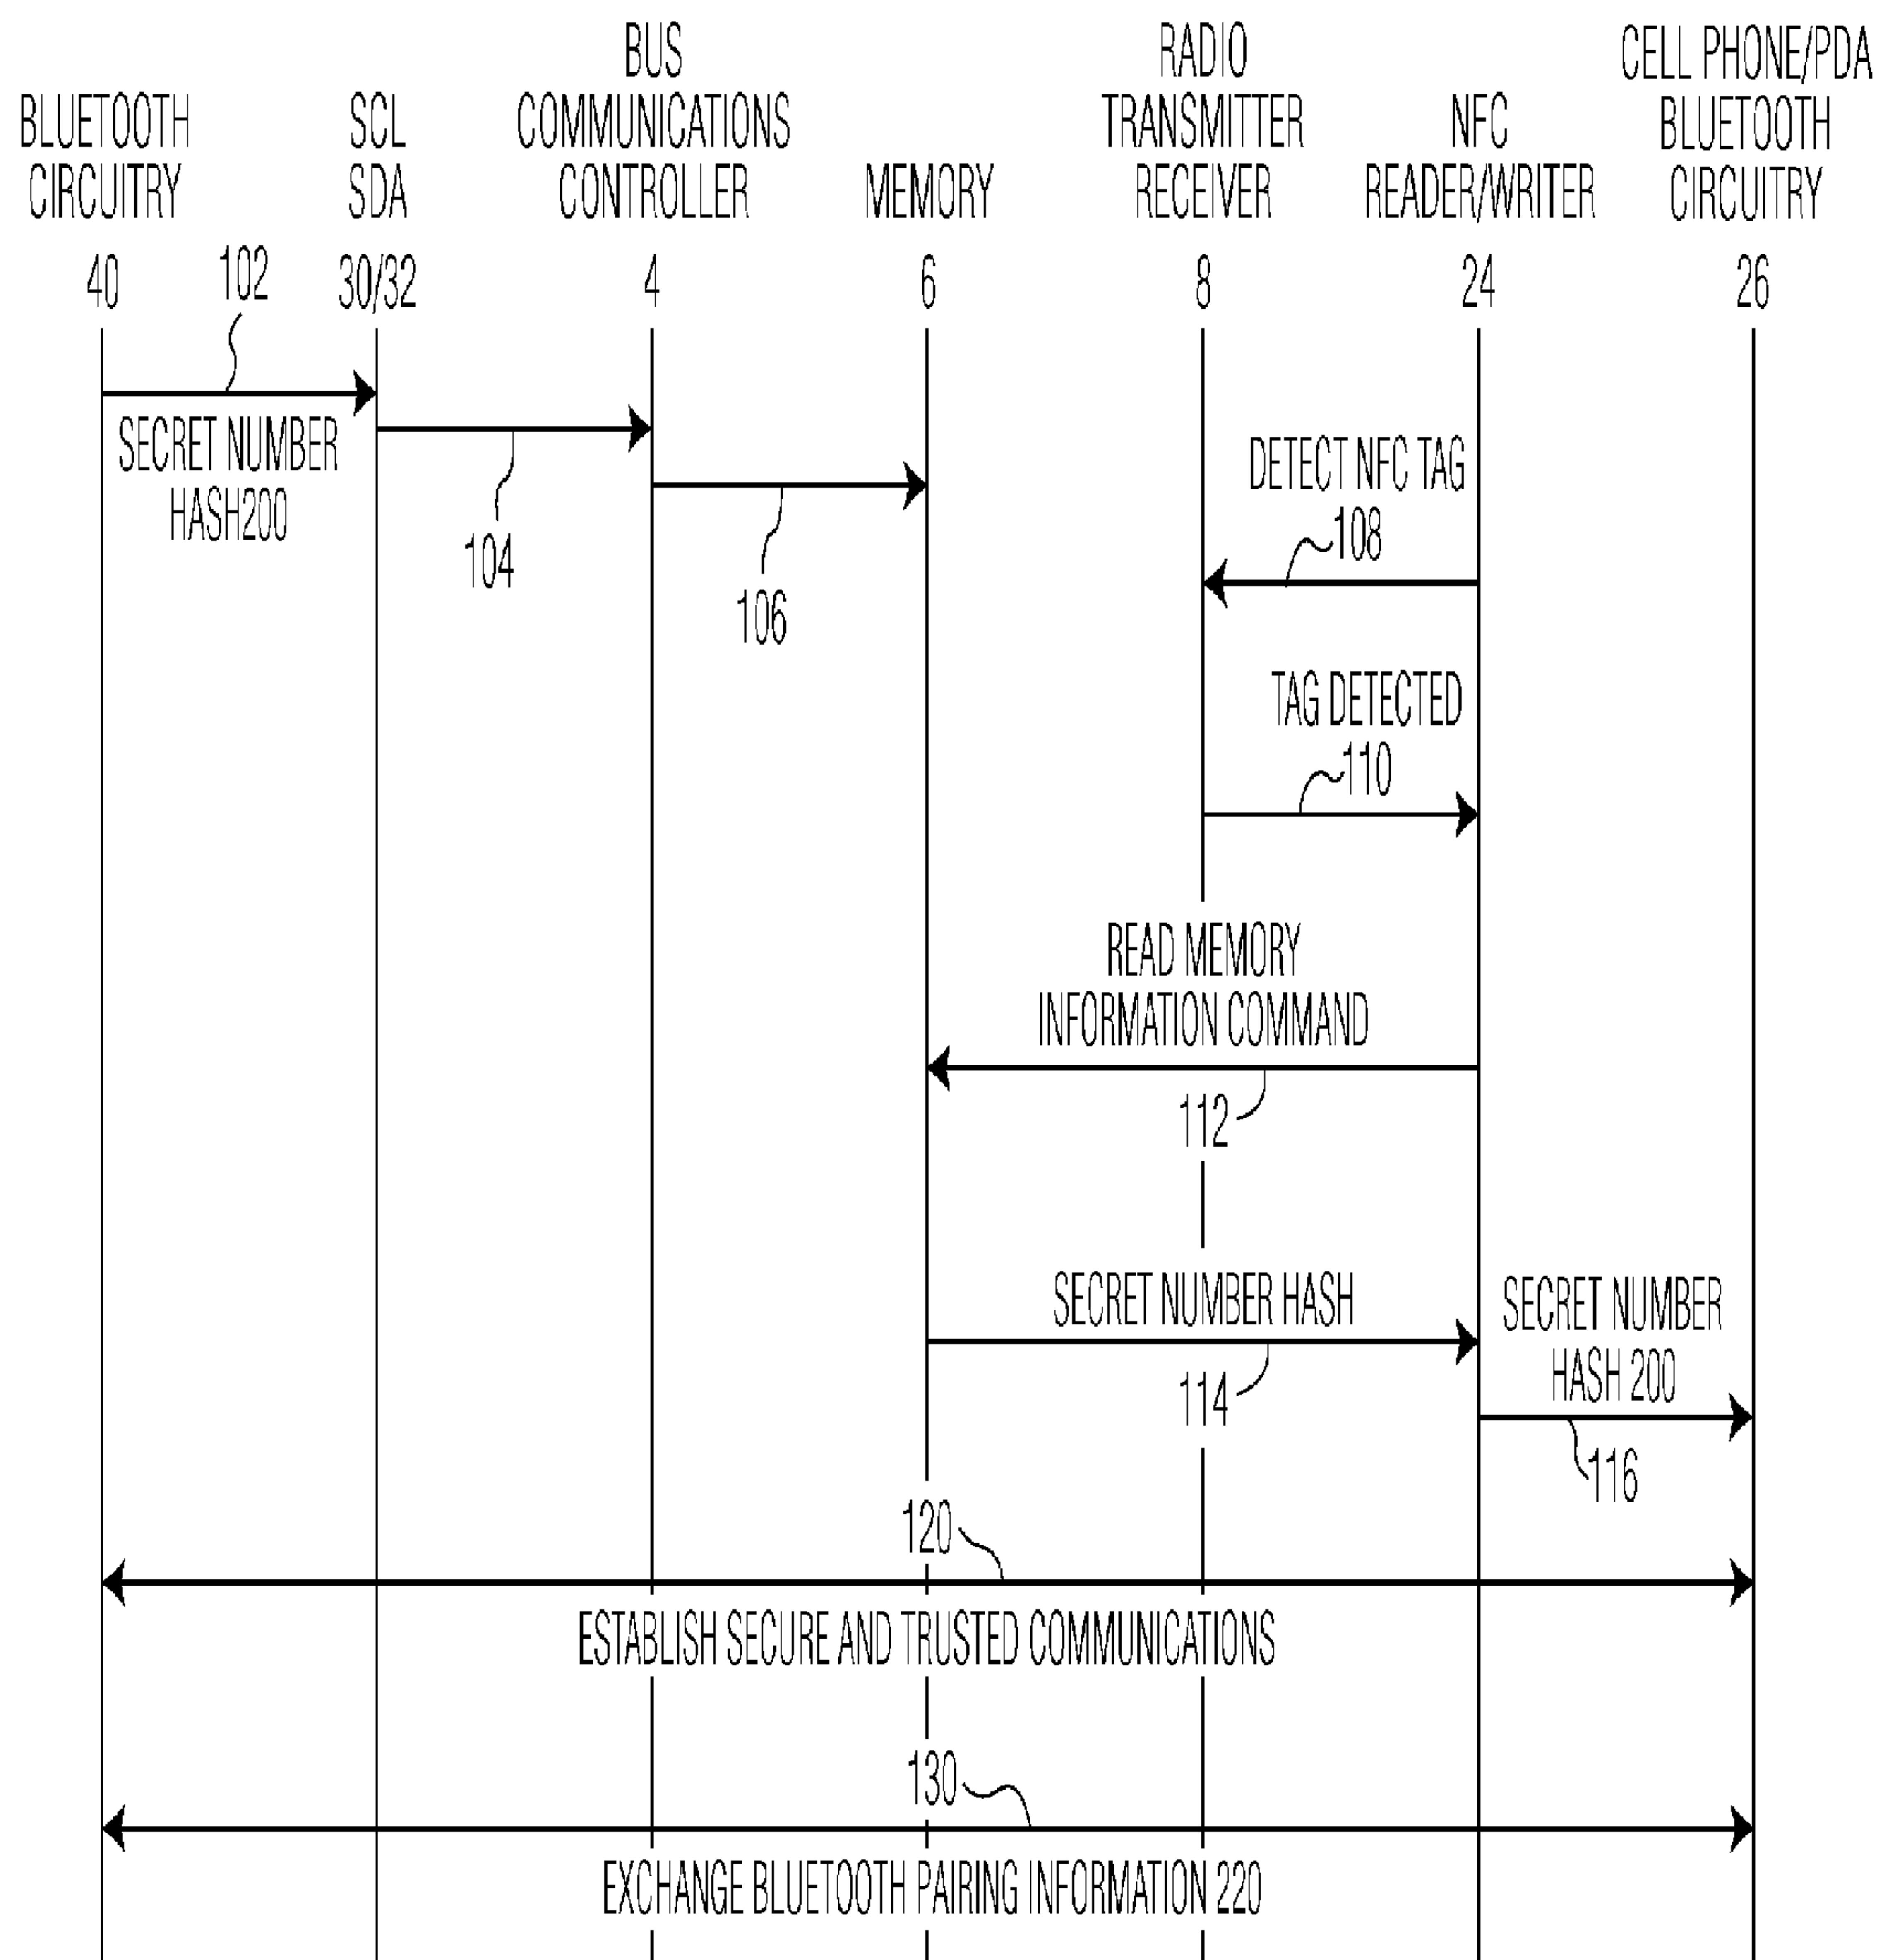 BLUETOOTH
CIRCUITRY
SCL
SDA
BUS
COMMUNICATIONS
CONTROLLER
MEMORY
RADIO
TRANSMITTER
RECEIVER
NFC
READER/WRITER
CELL PHONE/PDA
BLUETOOTH
CIRCUITRY
40
102
30/32
4
6
8
24
26
SECRET NUMBER
HASH200
104
106
DETECT NFC TAG
108
TAG DETECTED
110
READ MEMORY
INFORMATION COMMAND
112
SECRET NUMBER HASH
114
SECRET NUMBER
HASH 200
116
120
ESTABLISH SECURE AND TRUSTED COMMUNICATIONS
130
EXCHANGE BLUETOOTH PAIRING INFORMATION 220